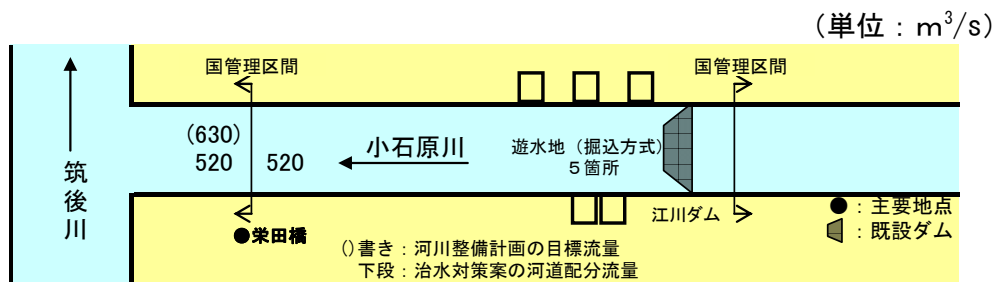 (単位:m³/s)
国管理区間
国管理区間
(630)
520
520
小石原川
遊水地(掘込方式)
5箇所
筑後川
江川ダム
●栄田橋
●:主要地点
:既設ダム
()書き:河川整備計画の目標流量
下段:治水対策案の河道配分流量